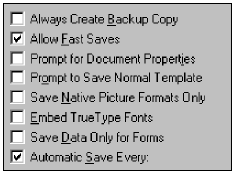 Always Create Backup Copy
Allow Fast Saves
Prompt for Document Properties
Prompt to Save Normal Template
Save Native Picture Formats Only
Embed TrueType Fonts
Save Data Only for Forms
Automatic Save Every: